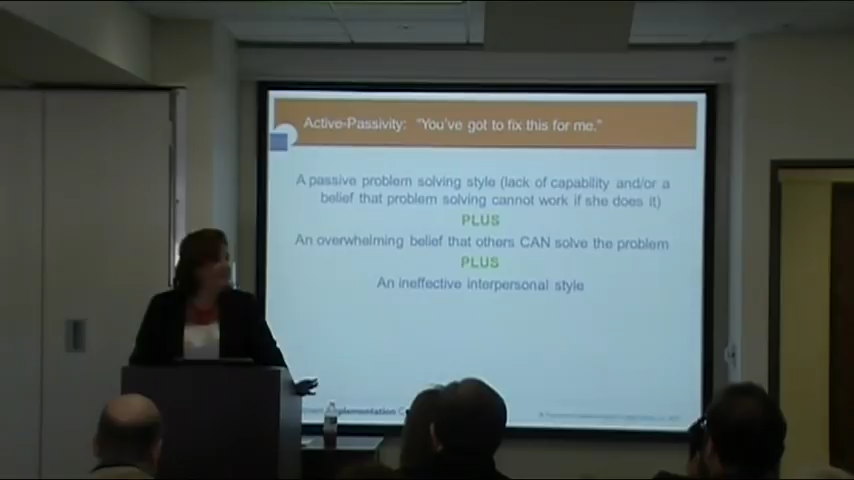 Active-Passivity: "You've got to fix this for me."
A passive problem solving style (lack of capability and/or a
belief that problem solving cannot work if she does it)
PLUS
An overwhelming belief that others CAN solve the problem
PLUS
An ineffective interpersonal style
Implementation